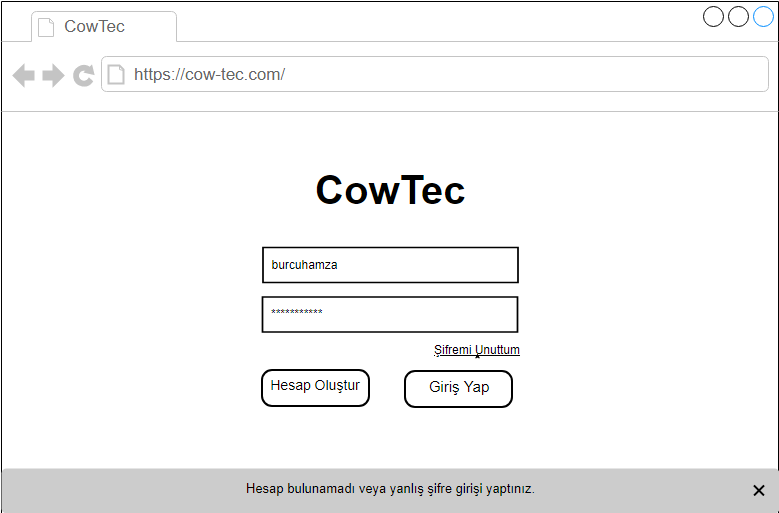 CowTec
https://cow-tec.com/
CowTec
burcuhamza
***********
Şifremi Unuttum
Hesap Oluştur
Giriş Yap
Hesap bulunamadı veya yanlış şifre girişi yaptınız.